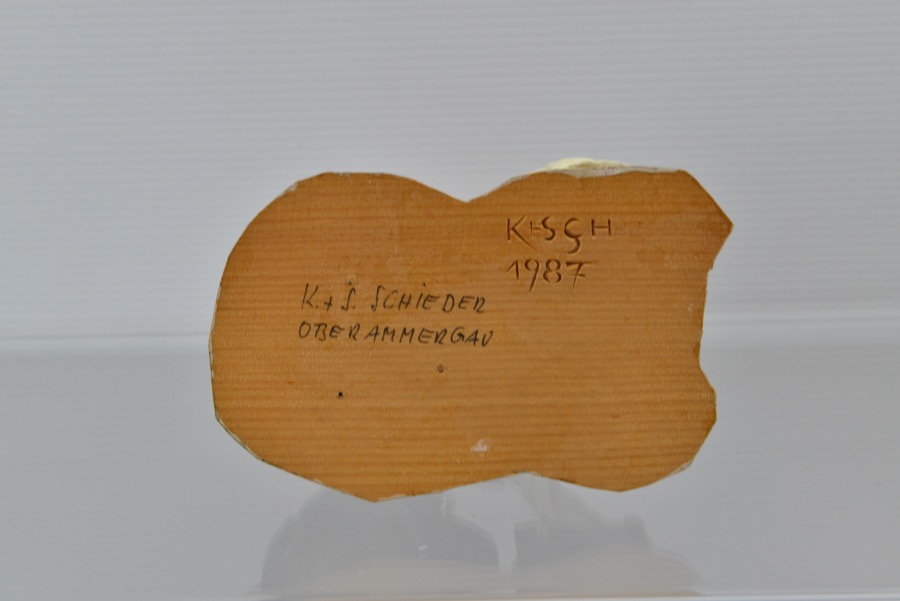 K+SCH
1987
K. + S. SCHIEDER
OBERAMMERGAU